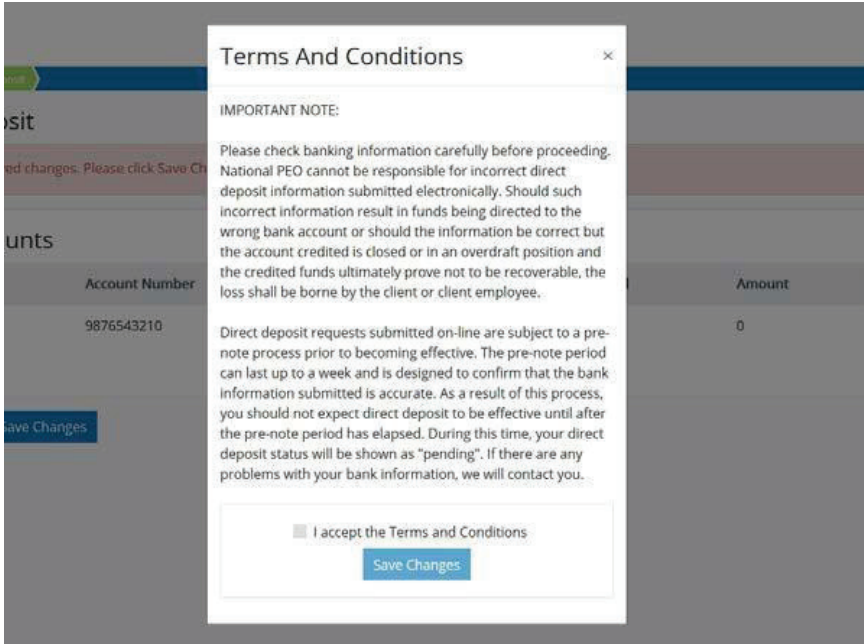 Terms And Conditions ×
IMPORTANT NOTE:
osit
Please check banking information carefully before proceeding.
National PEO cannot be responsible for incorrect direct
ed changes. Please click Save Ch
deposit information submitted electronically. Should such
incorrect information result in funds being directed to the
wrong bank account or should the information be correct but
unts
the account credited is closed or in an overdraft position and
the credited funds ultimately prove not to be recoverable, the
loss shall be borne by the client or client employee.
Account Number
Amount
9876543210
0
Direct deposit requests submitted on-line are subject to a pre-
note process prior to becoming effective. The pre-note period
can last up to a week and is designed to confirm that the bank
information submitted is accurate. As a result of this process,
you should not expect direct deposit to be effective until after
the pre-note period has elapsed. During this time, your direct
deposit status will be shown as "pending". If there are any
problems with your bank information, we will contact you.
Save Changes
I accept the Terms and Conditions
Save Changes